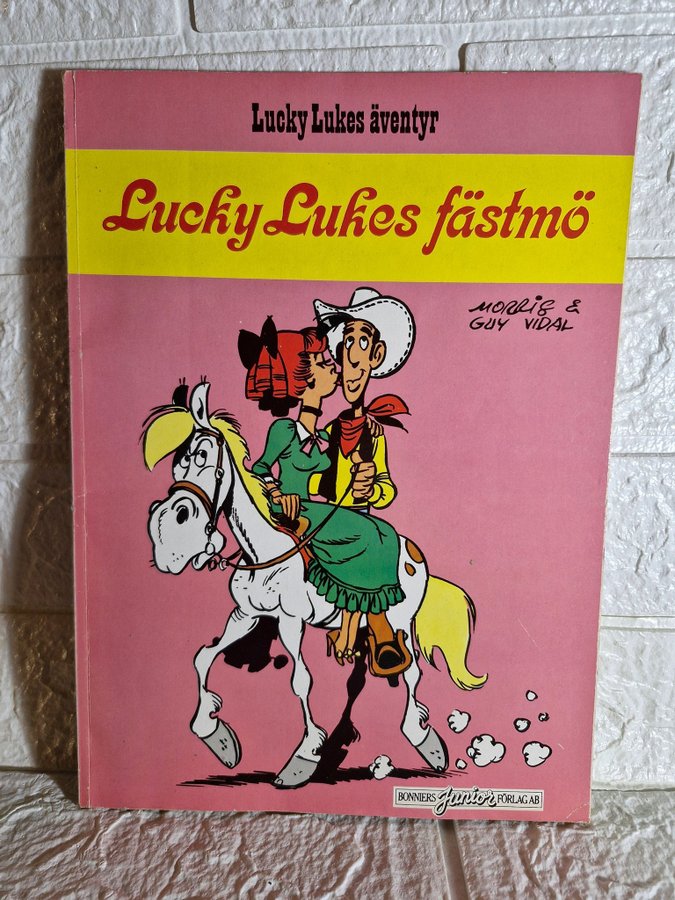 Lucky Lukes äventyr
Lucky Lukes fästmö
MORRIS &
GUY VIDAL
BONNIERS Junior FÖRLAG AB